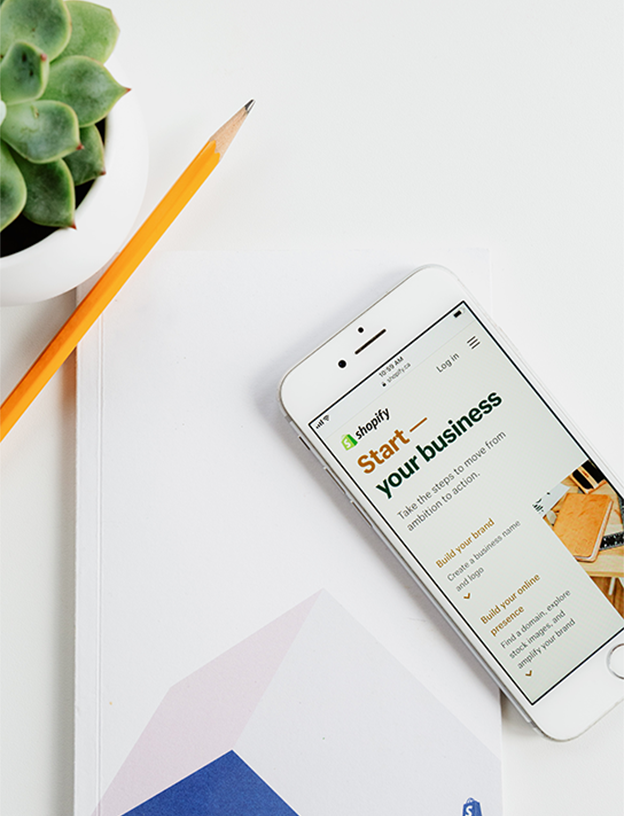 10:59 AM
shopify.ca
Log in
shopify
Start —
your business
Take the steps to move from
ambition to action.
Build your brand
Create a business name
and logo
Build your online
presence
Find a domain, explore
stock images, and
amplify your brand